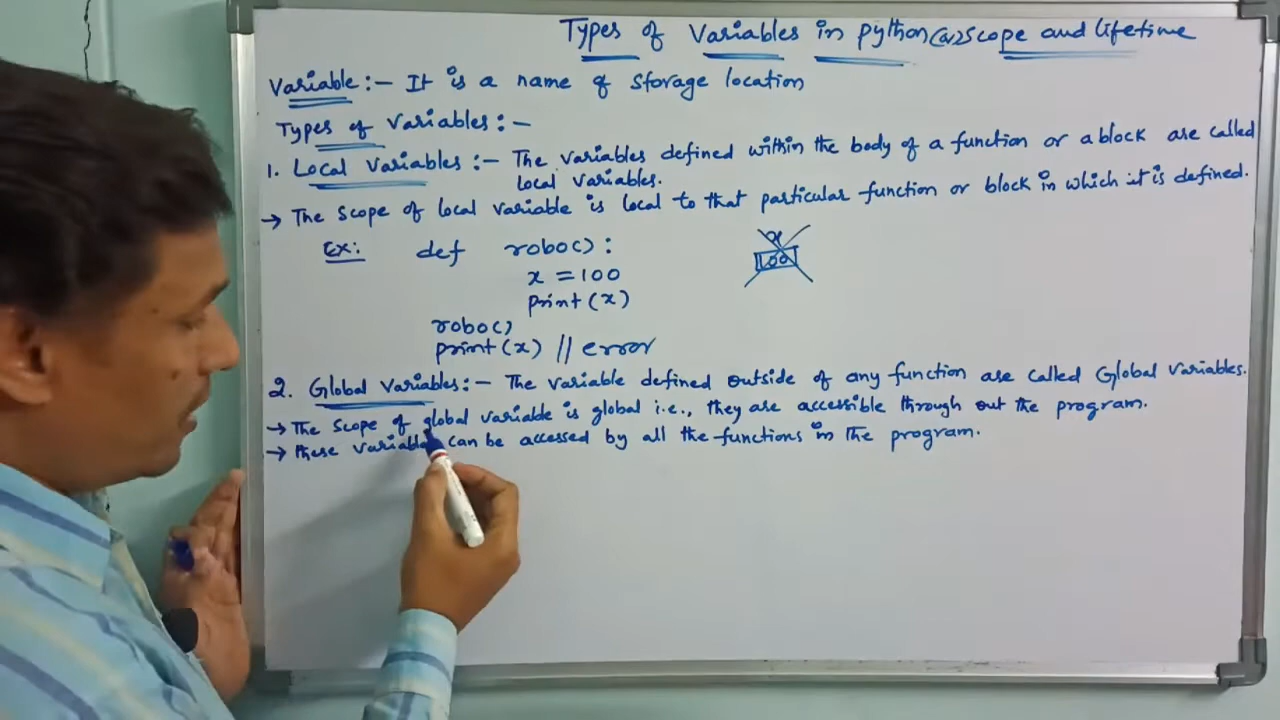 Types of Variables in python (or) Scope and lifetime
Variable :- It is a name of storage location
Types of Variables :-
1. Local Variables :- The variables defined within the body of a function or a block are called
local variables.
→ The scope of local variable is local to that particular function or block in which it is defined.
Ex: def robo():
x = 100
print(x)
x
100
robo()
print(x) // error
2. Global Variables :- The variable defined outside of any function are called Global variables.
→ The scope of global variable is global i.e., they are accessible through out the program.
→ these variables can be accessed by all the functions in the program.